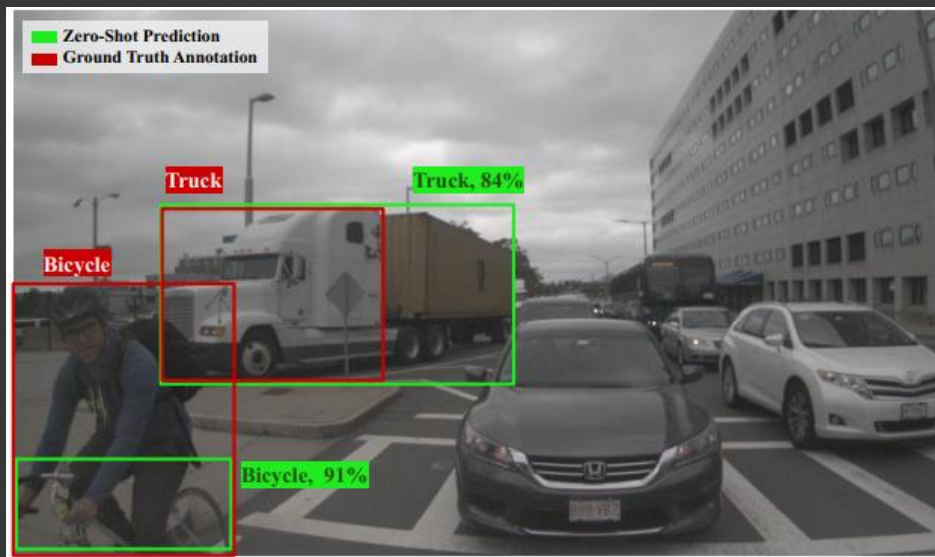 Zero-Shot Prediction
Ground Truth Annotation
Truck
Truck, 84%
Bicycle
Bicycle, 91%